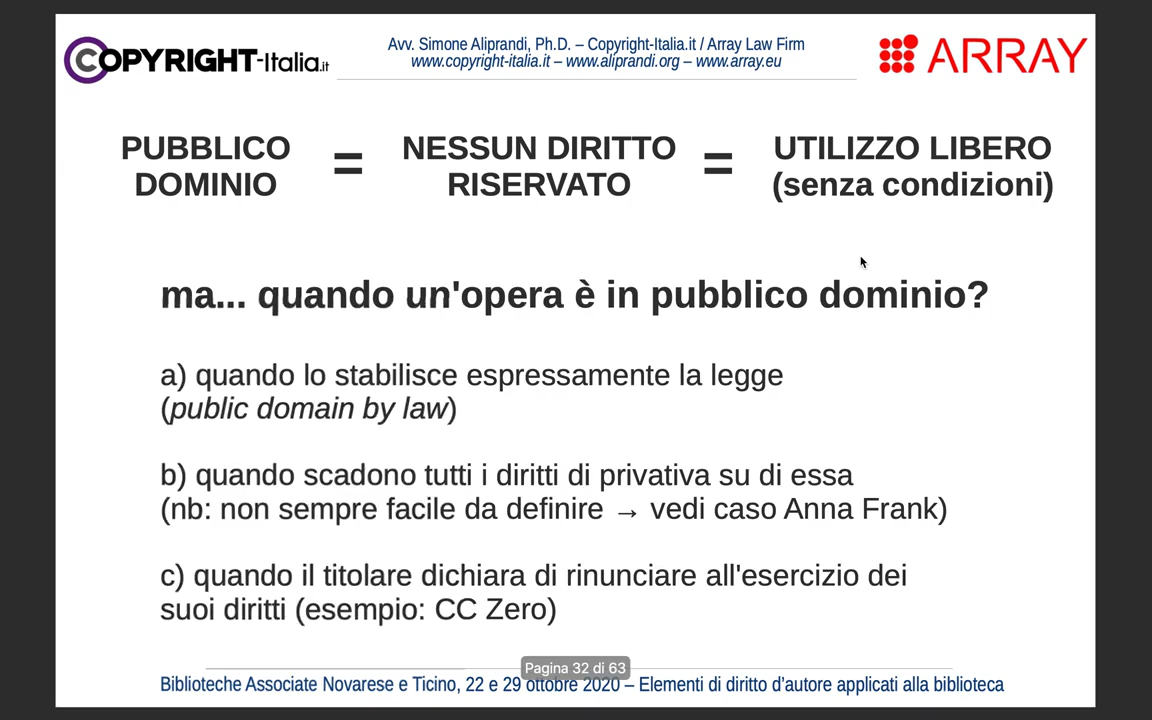 COPYRIGHT-Italia.it
Avv. Simone Aliprandi, Ph.D. – Copyright-Italia.it / Array Law Firm
www.copyright-italia.it – www.aliprandi.org – www.array.eu
ARRAY
PUBBLICO
DOMINIO
=
NESSUN DIRITTO
RISERVATO
=
UTILIZZO LIBERO
(senza condizioni)
ma... quando un'opera è in pubblico dominio?
a) quando lo stabilisce espressamente la legge
(public domain by law)
b) quando scadono tutti i diritti di privativa su di essa
(nb: non sempre facile da definire → vedi caso Anna Frank)
c) quando il titolare dichiara di rinunciare all'esercizio dei
suoi diritti (esempio: CC Zero)
Pagina 32 di 63
Biblioteche Associate Novarese e Ticino, 22 e 29 ottobre 2020 – Elementi di diritto d’autore applicati alla biblioteca